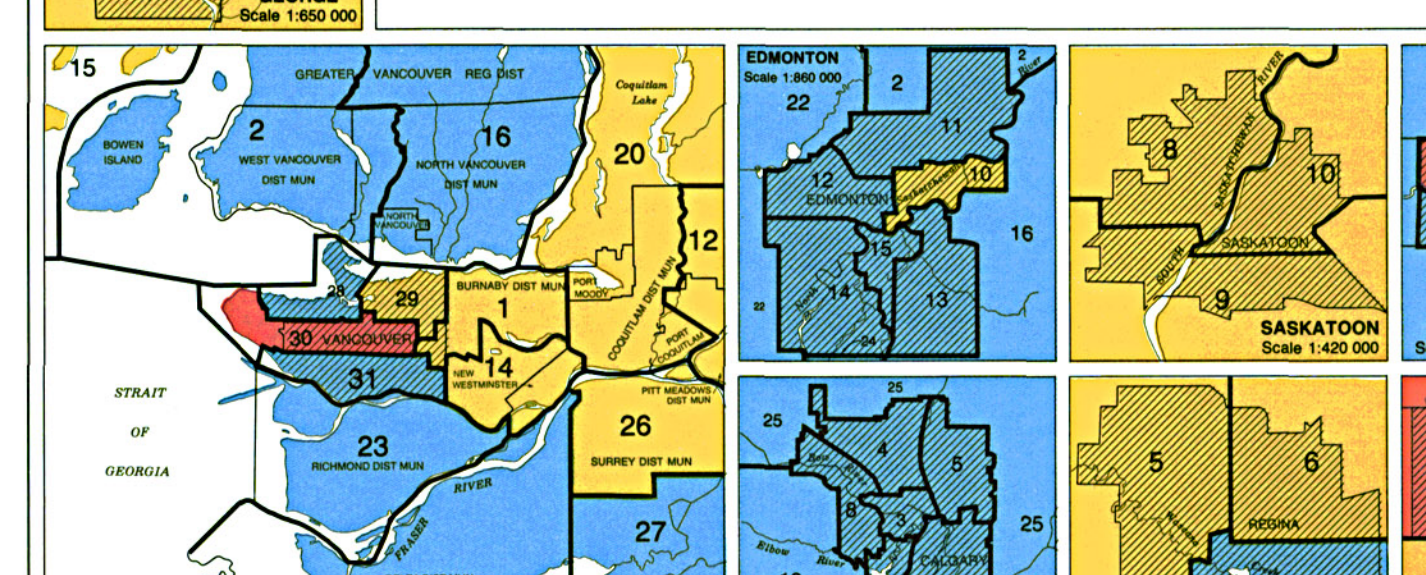 GEORGE
Scale 1:650 000
15
GREATER VANCOUVER REG DIST
Coquitlam
Lake
BOWEN
ISLAND
2
WEST VANCOUVER
DIST MUN
16
NORTH VANCOUVER
DIST MUN
20
NORTH
VANCOUVER
12
28
29
BURNABY DIST MUN
1
PORT
MOODY
COQUITLAM DIST MUN
30 VANCOUVER
PORT
COQUITLAM
14
NEW
WESTMINSTER
31
PITT MEADOWS
DIST MUN
STRAIT
OF
GEORGIA
23
RICHMOND DIST MUN
26
SURREY DIST MUN
RIVER
FRASER
27
EDMONTON
Scale 1:860 000
22
2
2
River
11
12
EDMONTON
Saskatchewan
10
16
15
22
North
R
14
13
24
RIVER
SASKATCHEWAN
8
10
SOUTH
SASKATOON
9
SASKATOON
Scale 1:420 000
25
25
4
5
Bow
River
8
3
25
Elbow
River
CALGARY
5
6
REGINA
Wascana
Creek